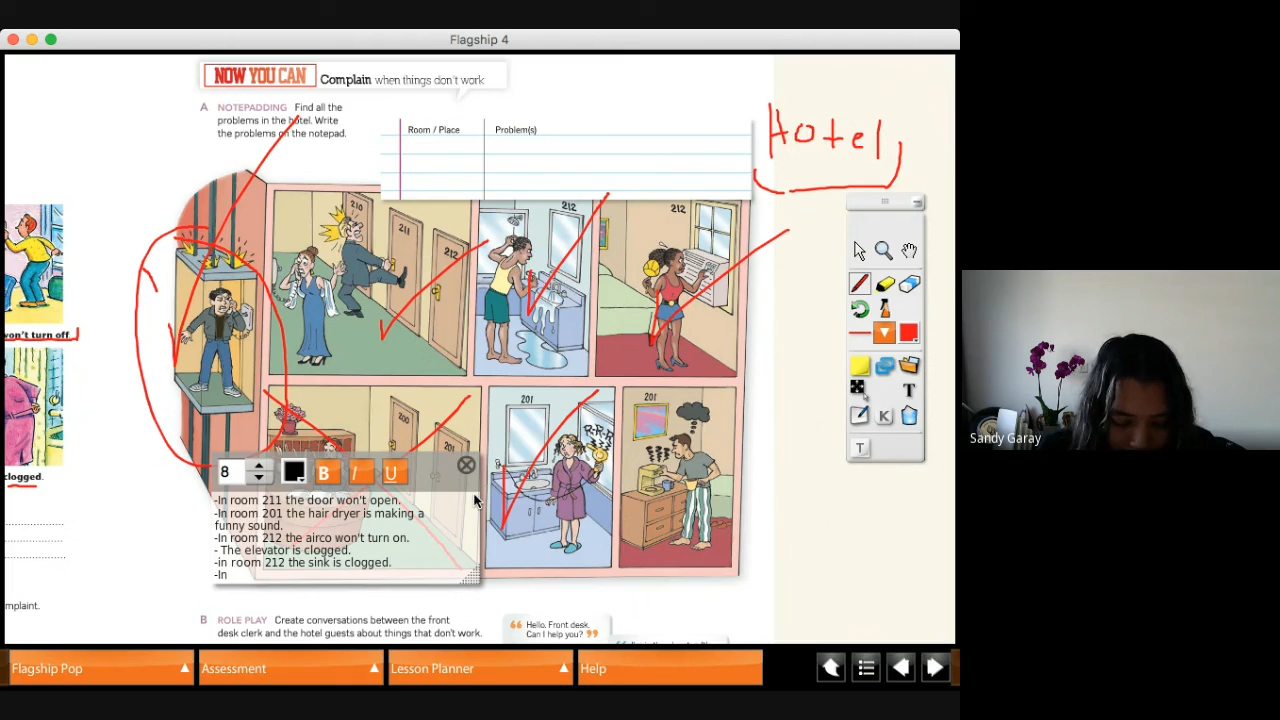 Flagship 4
NOW YOU CAN Complain when things don't work
A NOTEPADDING Find all the
problems in the hotel. Write
the problems on the notepad.
Room / Place Problem(s)
Hotel
210
211
212
212
212
won't turn off.
200
201
201
R-R-R
201
clogged.
8 B I U
-In room 211 the door won't open.
-In room 201 the hair dryer is making a
funny sound.
-In room 212 the airco won't turn on.
- The elevator is clogged.
-in room 212 the sink is clogged.
-In
T
K
T
Sandy Garay
mplaint.
B ROLE PLAY Create conversations between the front
desk clerk and the hotel guests about things that don't work.
“ Hello. Front desk.
Can I help you? ”
Flagship Pop
Assessment
Lesson Planner
Help